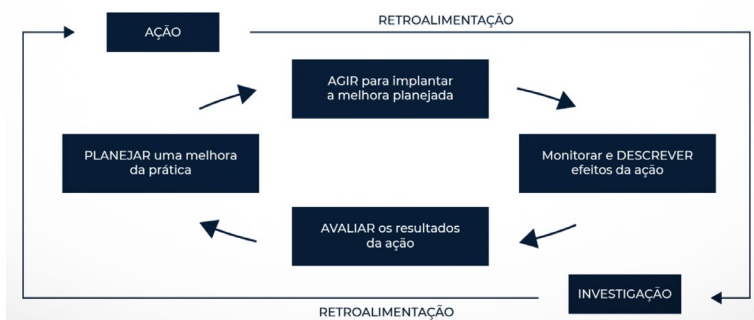 RETROALIMENTAÇÃO
AÇÃO
AGIR para implantar
a melhora planejada
PLANEJAR uma melhora
da prática
Monitorar e DESCREVER
efeitos da ação
AVALIAR os resultados
da ação
INVESTIGAÇÃO
RETROALIMENTAÇÃO